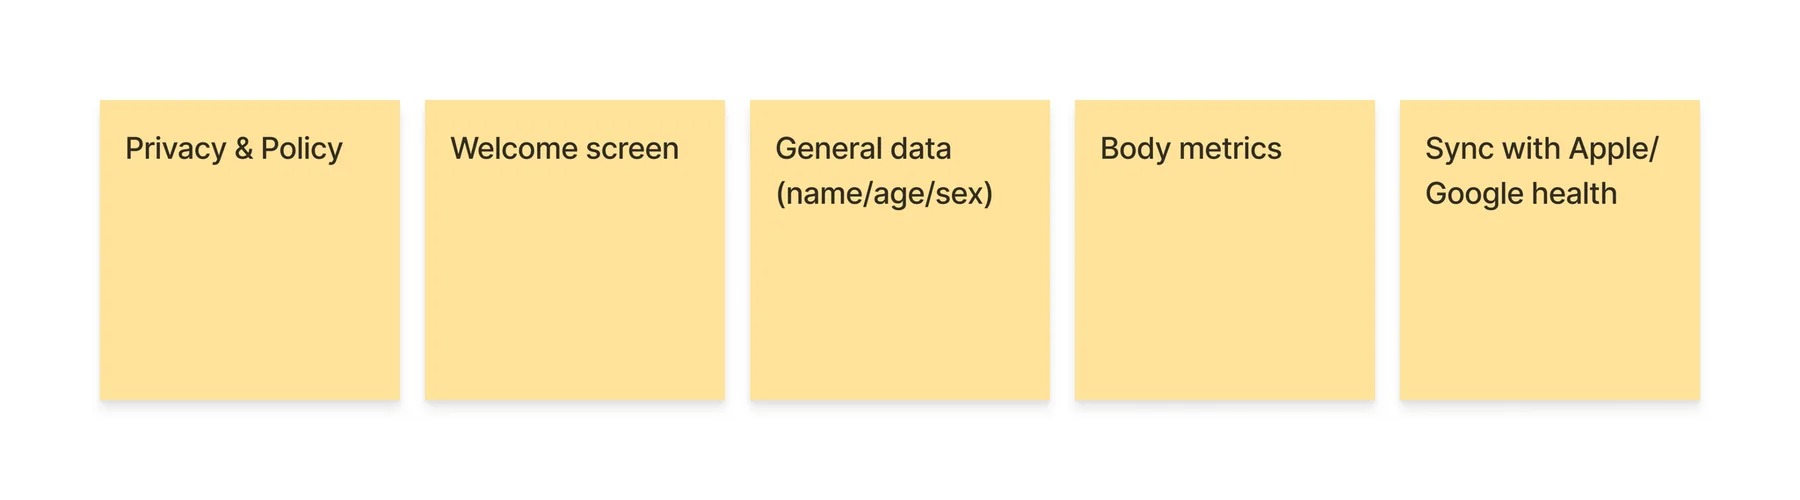 Privacy & Policy
Welcome screen
General data
(name/age/sex)
Body metrics
Sync with Apple/
Google health